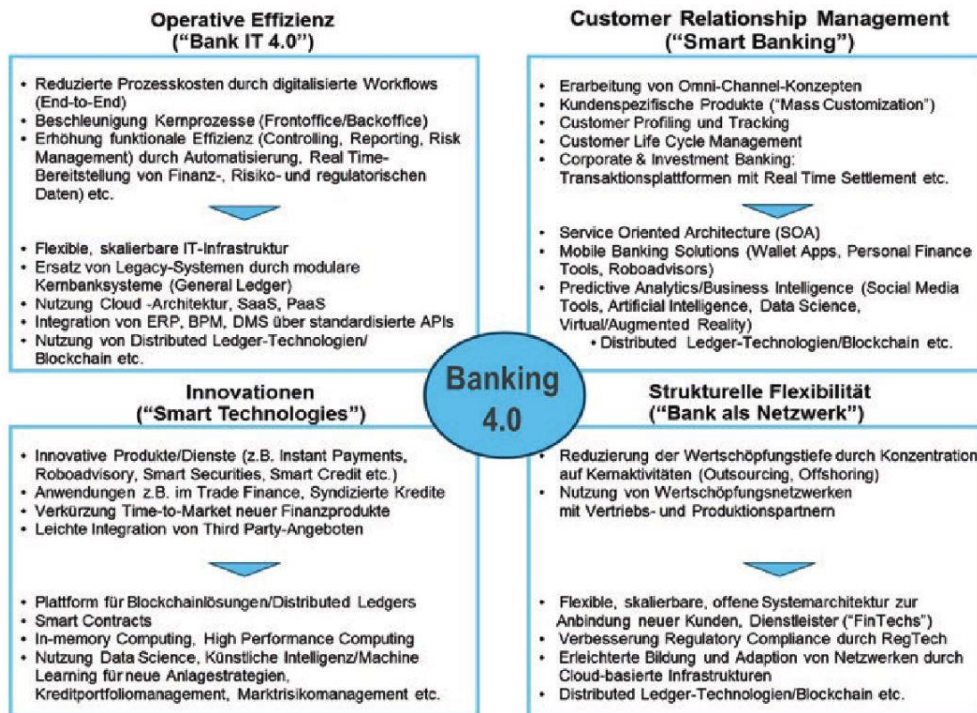 Operative Effizienz
(“Bank IT 4.0”)
• Reduzierte Prozesskosten durch digitalisierte Workflows
(End-to-End)
• Beschleunigung Kernprozesse (Frontoffice/Backoffice)
• Erhöhung funktionale Effizienz (Controlling, Reporting, Risk
Management) durch Automatisierung, Real Time-
Bereitstellung von Finanz-, Risiko- und regulatorischen
Daten) etc.
• Flexible, skalierbare IT-Infrastruktur
• Ersatz von Legacy-Systemen durch modulare
Kernbanksysteme (General Ledger)
• Nutzung Cloud -Architektur, SaaS, PaaS
• Integration von ERP, BPM, DMS über standardisierte APIs
• Nutzung von Distributed Ledger-Technologien/
Blockchain etc.
Customer Relationship Management
(“Smart Banking”)
• Erarbeitung von Omni-Channel-Konzepten
• Kundenspezifische Produkte (“Mass Customization”)
• Customer Profiling und Tracking
• Customer Life Cycle Management
• Corporate & Investment Banking:
Transaktionsplattformen mit Real Time Settlement etc.
• Service Oriented Architecture (SOA)
• Mobile Banking Solutions (Wallet Apps, Personal Finance
Tools, Roboadvisors)
• Predictive Analytics/Business Intelligence (Social Media
Tools, Artificial Intelligence, Data Science,
Virtual/Augmented Reality)
• Distributed Ledger-Technologien/Blockchain etc.
Banking
4.0
Innovationen
(“Smart Technologies”)
• Innovative Produkte/Dienste (z.B. Instant Payments,
Roboadvisory, Smart Securities, Smart Credit etc.)
• Anwendungen z.B. im Trade Finance, Syndizierte Kredite
• Verkürzung Time-to-Market neuer Finanzprodukte
• Leichte Integration von Third Party-Angeboten
• Plattform für Blockchainlösungen/Distributed Ledgers
• Smart Contracts
• In-memory Computing, High Performance Computing
• Nutzung Data Science, Künstliche Intelligenz/Machine
Learning für neue Anlagestrategien,
Kreditportfoliomanagement, Marktrisikomanagement etc.
Strukturelle Flexibilität
(“Bank als Netzwerk”)
• Reduzierung der Wertschöpfungstiefe durch Konzentration
auf Kernaktivitäten (Outsourcing, Offshoring)
• Nutzung von Wertschöpfungsnetzwerken
mit Vertriebs- und Produktionspartnern
• Flexible, skalierbare, offene Systemarchitektur zur
Anbindung neuer Kunden, Dienstleister (“FinTechs”)
• Verbesserung Regulatory Compliance durch RegTech
• Erleichterte Bildung und Adaption von Netzwerken durch
Cloud-basierte Infrastrukturen
• Distributed Ledger-Technologien/Blockchain etc.